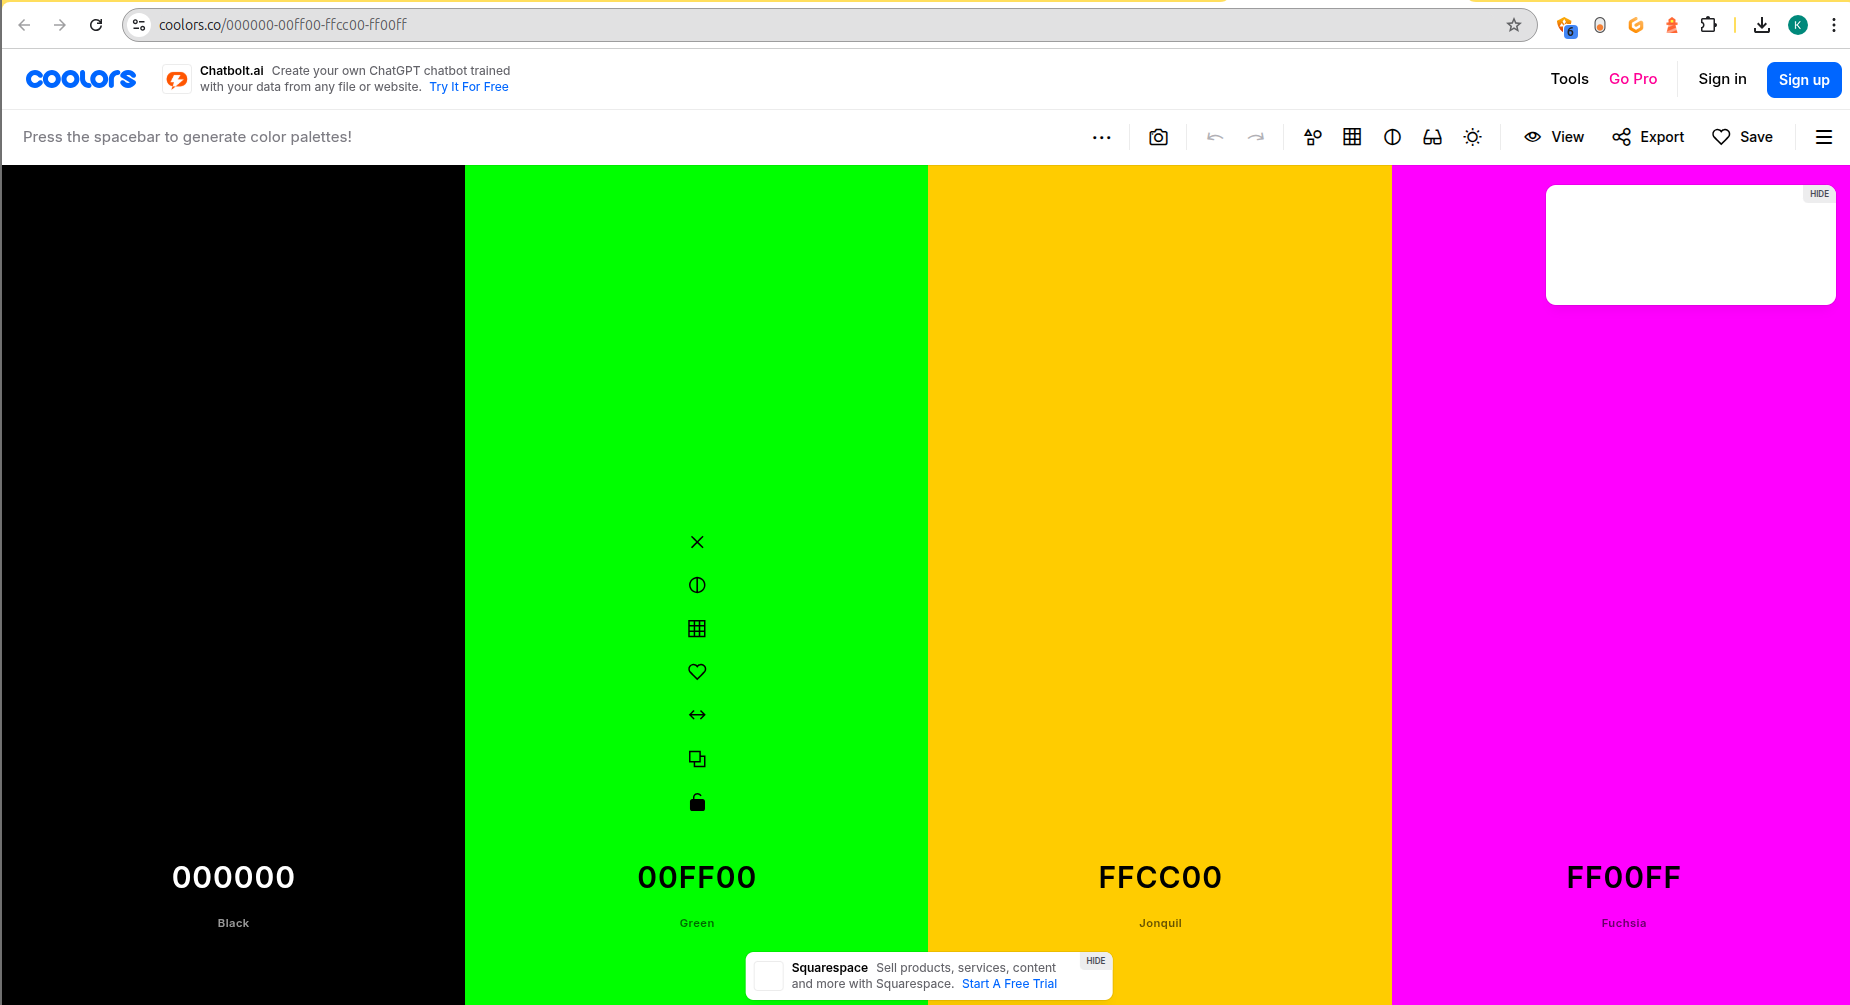 coolors.co/000000-00ff00-ffcc00-ff00ff
6
K
coolors
Chatbolt.ai Create your own ChatGPT chatbot trained
with your data from any file or website. Try It For Free
Tools
Go Pro
Sign in
Sign up
Press the spacebar to generate color palettes!
View
Export
Save
HIDE
000000
Black
00FF00
Green
FFCC00
Jonquil
FF00FF
Fuchsia
Squarespace Sell products, services, content
and more with Squarespace. Start A Free Trial
HIDE